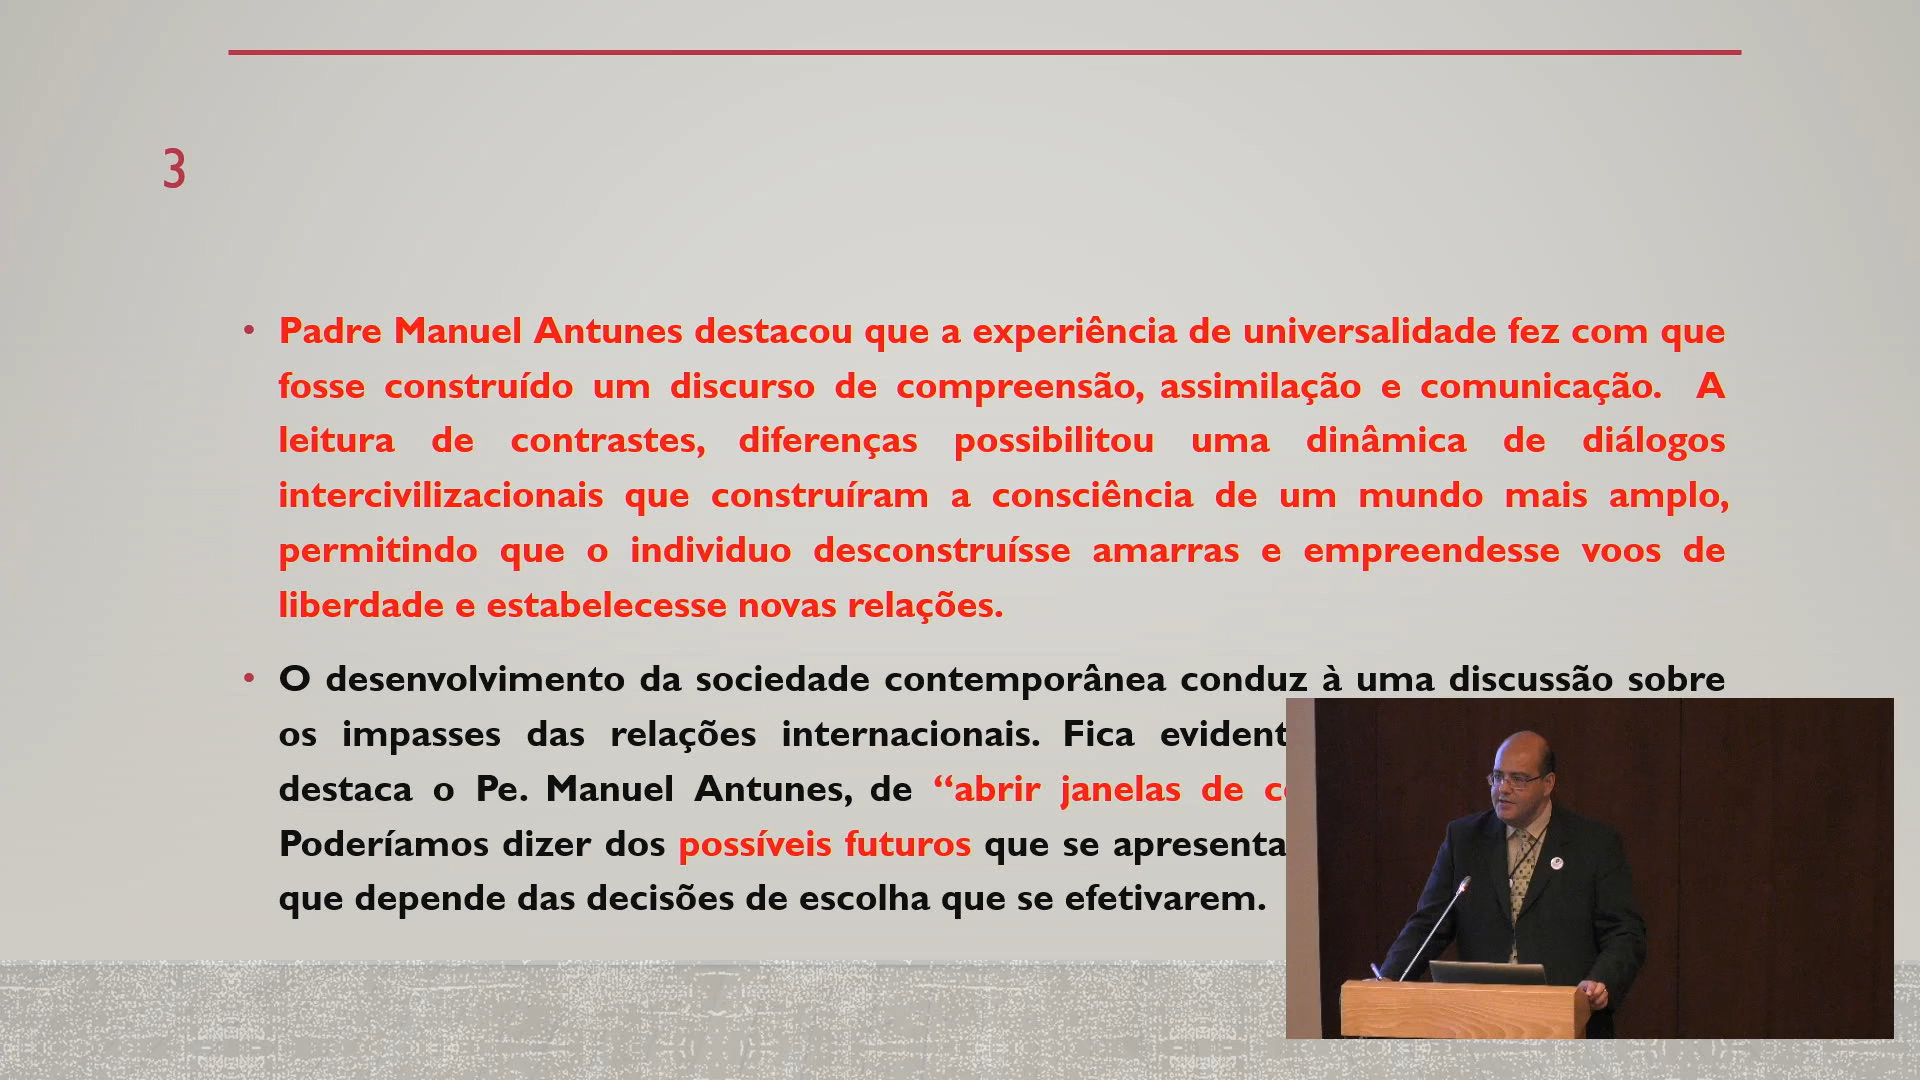 3
• Padre Manuel Antunes destacou que a experiência de universalidade fez com que
fosse construído um discurso de compreensão, assimilação e comunicação. A
leitura de contrastes, diferenças possibilitou uma dinâmica de diálogos
intercivilizacionais que construíram a consciência de um mundo mais amplo,
permitindo que o individuo desconstruísse amarras e empreendesse voos de
liberdade e estabelecesse novas relações.
• O desenvolvimento da sociedade contemporânea conduz à uma discussão sobre
os impasses das relações internacionais. Fica
destaca o Pe. Manuel Antunes, de “abrir janelas de
Poderíamos dizer dos possíveis futuros que se
que depende das decisões de escolha que se efetivarem.